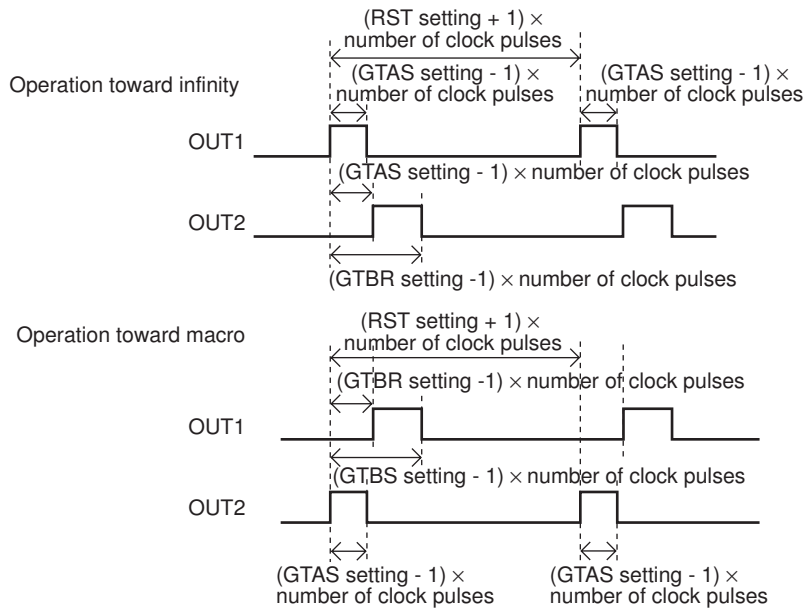 (RST setting + 1) ×
number of clock pulses
Operation toward infinity
(GTAS setting - 1) ×
number of clock pulses
(GTAS setting - 1) ×
number of clock pulses
OUT1
(GTAS setting - 1) × number of clock pulses
OUT2
(GTBR setting -1) × number of clock pulses
Operation toward macro
(RST setting + 1) ×
number of clock pulses
(GTBR setting -1) × number of clock pulses
OUT1
(GTBS setting - 1) × number of clock pulses
OUT2
(GTAS setting - 1) ×
number of clock pulses
(GTAS setting - 1) ×
number of clock pulses